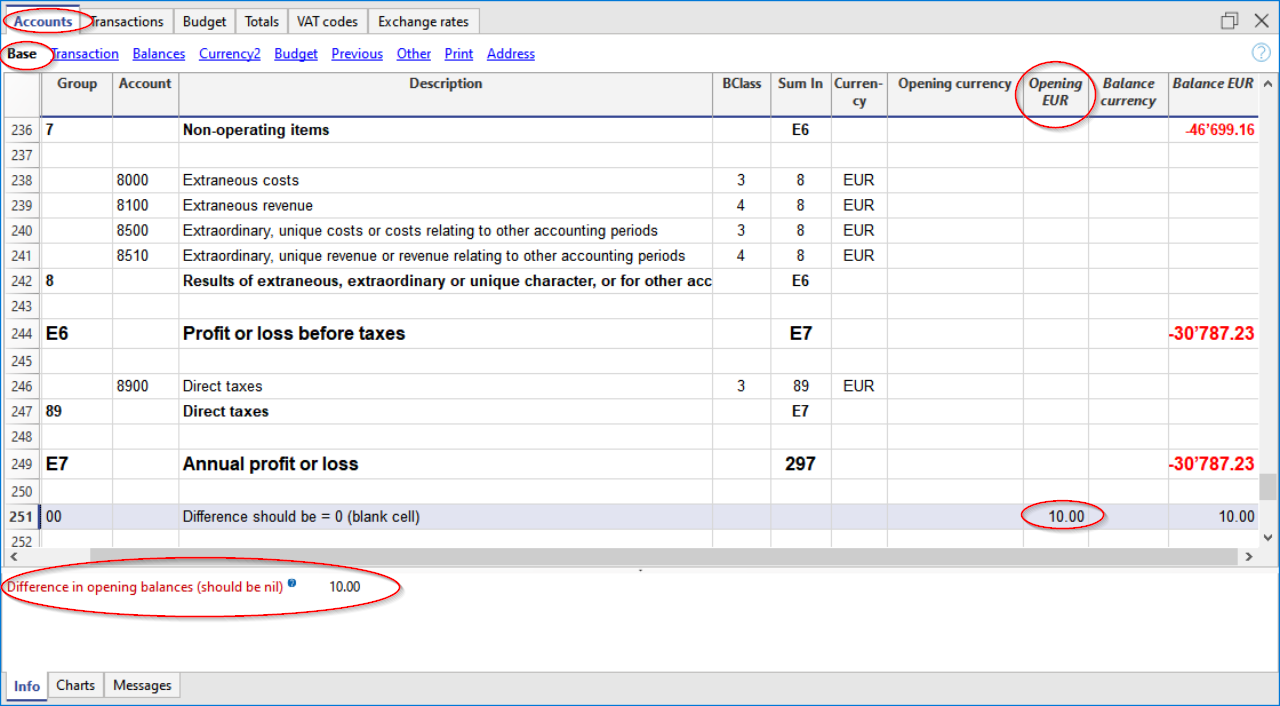 Accounts Transactions Budget Totals VAT codes Exchange rates
Base Transaction Balances Currency2 Budget Previous Other Print Address ?
Group Account Description BClass Sum In Curren- Opening currency Opening Balance Balance EUR
cy EUR currency
236 7 Non-operating items E6 -46’699.16
237
238 8000 Extraneous costs 3 8 EUR
239 8100 Extraneous revenue 4 8 EUR
240 8500 Extraordinary, unique costs or costs relating to other accounting periods 3 8 EUR
241 8510 Extraordinary, unique revenue or revenue relating to other accounting periods 4 8 EUR
242 8 Results of extraneous, extraordinary or unique character, or for other acc E6
243
244 E6 Profit or loss before taxes E7 -30’787.23
245
246 8900 Direct taxes 3 89 EUR
247 89 Direct taxes E7
248
249 E7 Annual profit or loss 297 -30’787.23
250
251 00 Difference should be = 0 (blank cell) 10.00 10.00
252
Difference in opening balances (should be nil) ? 10.00
Info Charts Messages